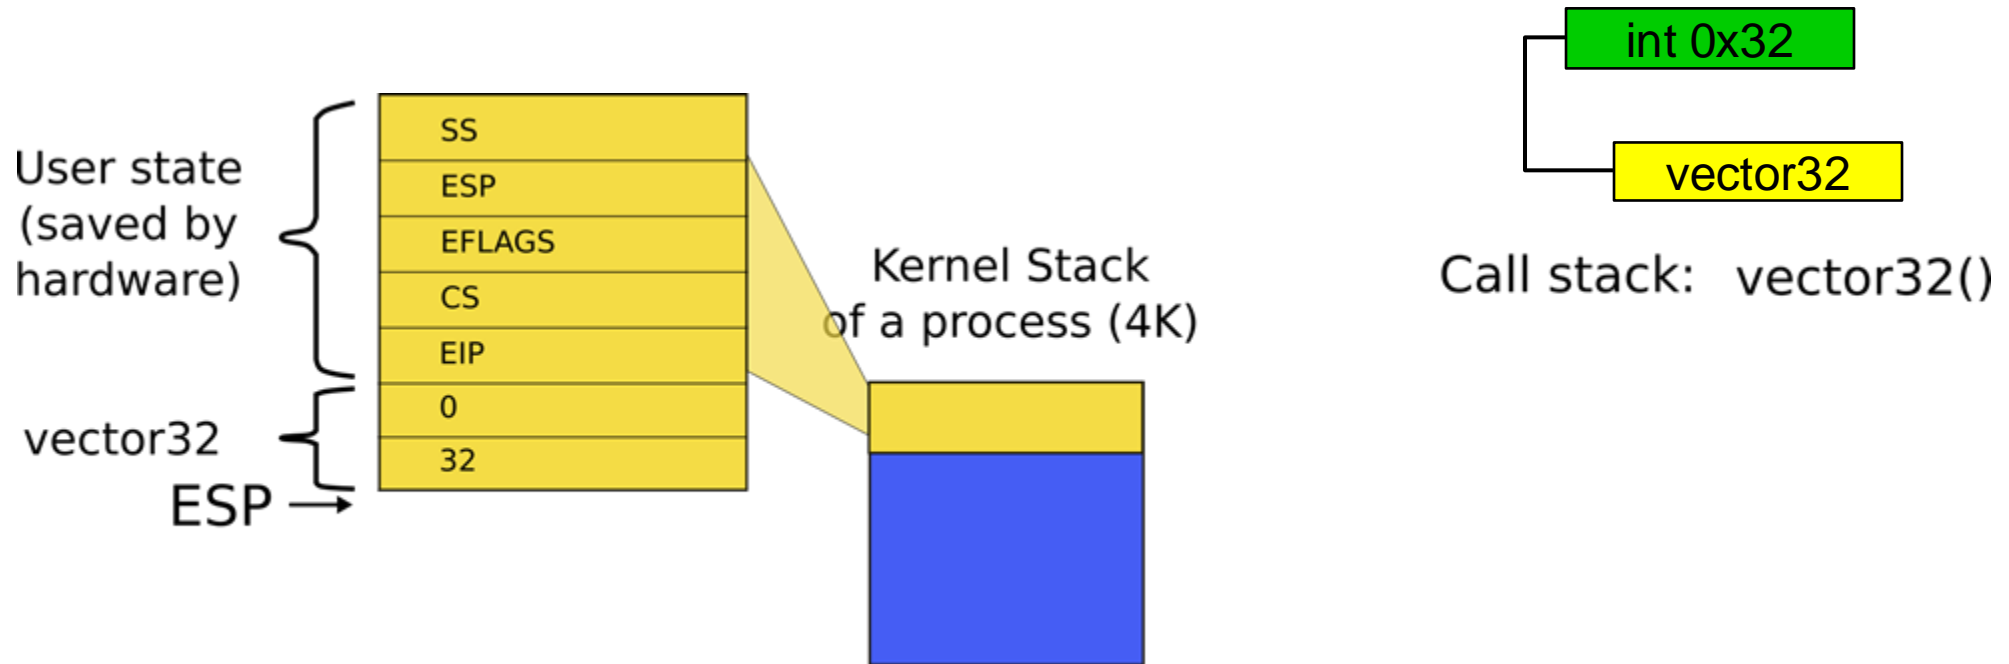 int 0x32
vector32
Call stack: vector32()
User state
(saved by
hardware)
SS
ESP
EFLAGS
CS
EIP
0
32
vector32
ESP
Kernel Stack
of a process (4K)